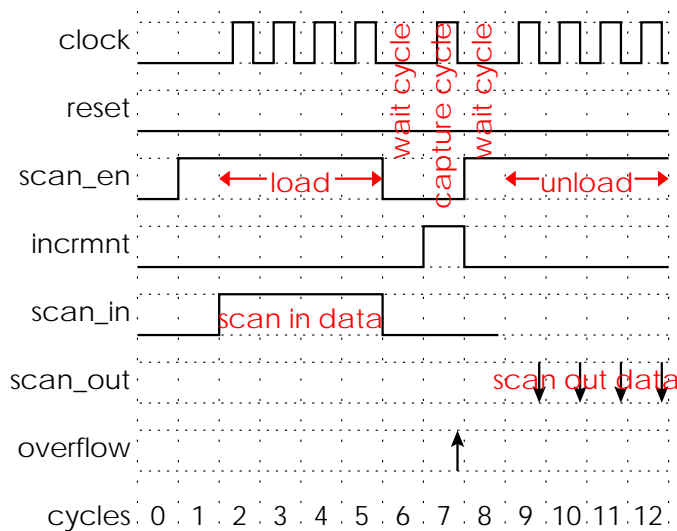 clock
wait cycle
capture cycle
wait cycle
reset
scan_en
load
unload
incrmnt
scan_in
scan in data
scan_out
scan out data
overflow
cycles 0 1 2 3 4 5 6 7 8 9 10 11 12